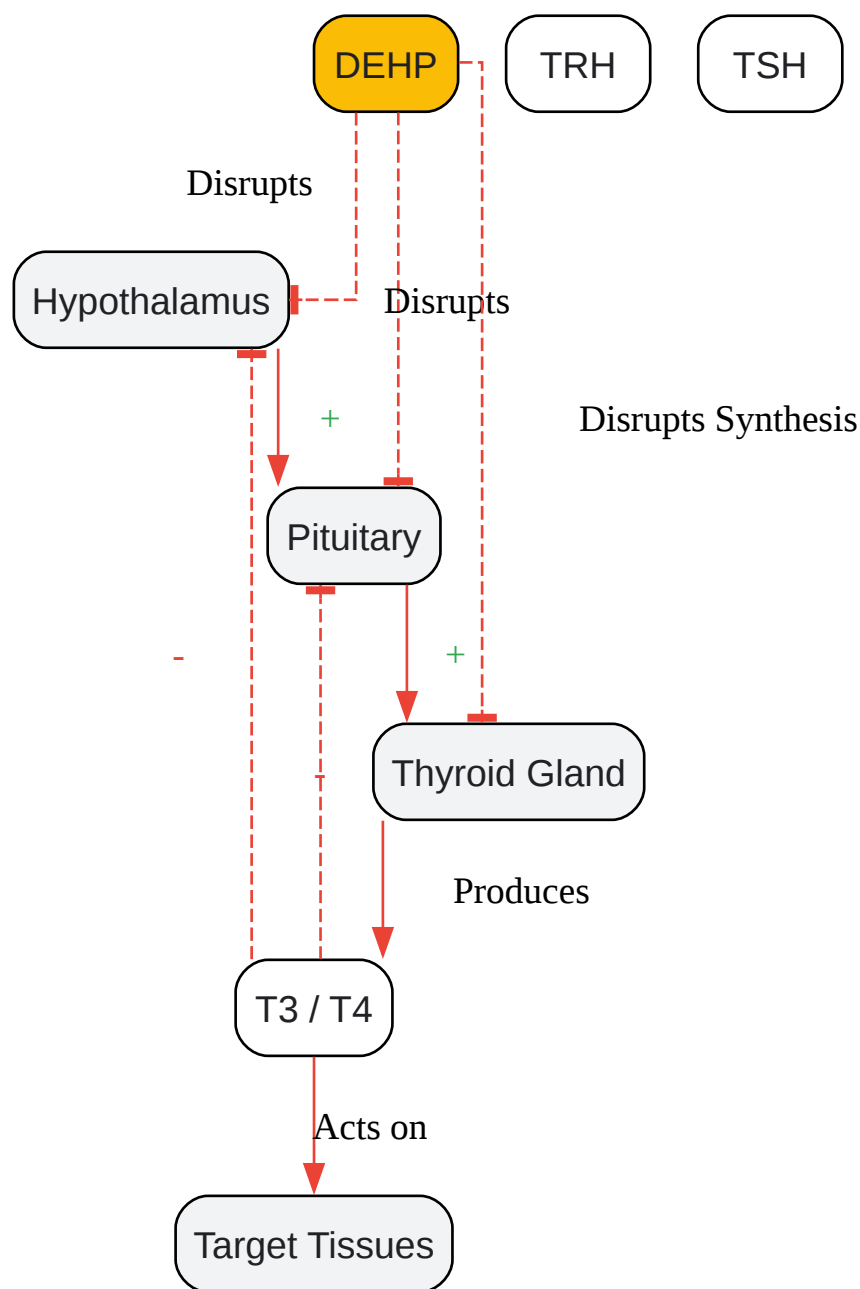 DEHP
TRH
TSH
Disrupts
Hypothalamus
Disrupts
+
Disrupts Synthesis
Pituitary
-
+
-
Thyroid Gland
Produces
T3 / T4
Acts on
Target Tissues